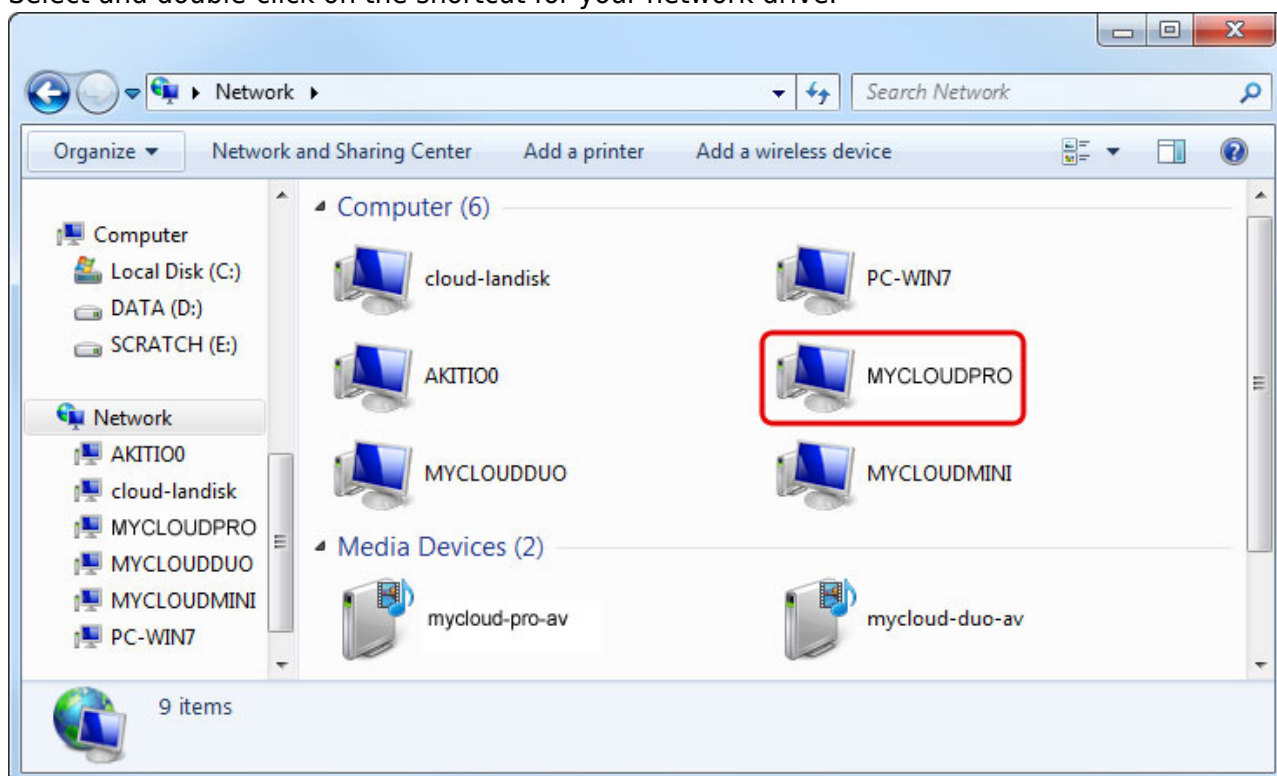 Select and double-click on the shortcut for your network drive.
Network
Search Network
Organize Network and Sharing Center Add a printer Add a wireless device
Computer
Local Disk (C:)
DATA (D:)
SCRATCH (E:)
Network
AKITIO0
cloud-landisk
MYCLOUDPRO
MYCLOUDDUO
MYCLOUDMINI
PC-WIN7
Computer (6)
cloud-landisk PC-WIN7
AKITIO0 MYCLOUDPRO
MYCLOUDDUO MYCLOUDMINI
Media Devices (2)
mycloud-pro-av mycloud-duo-av
9 items